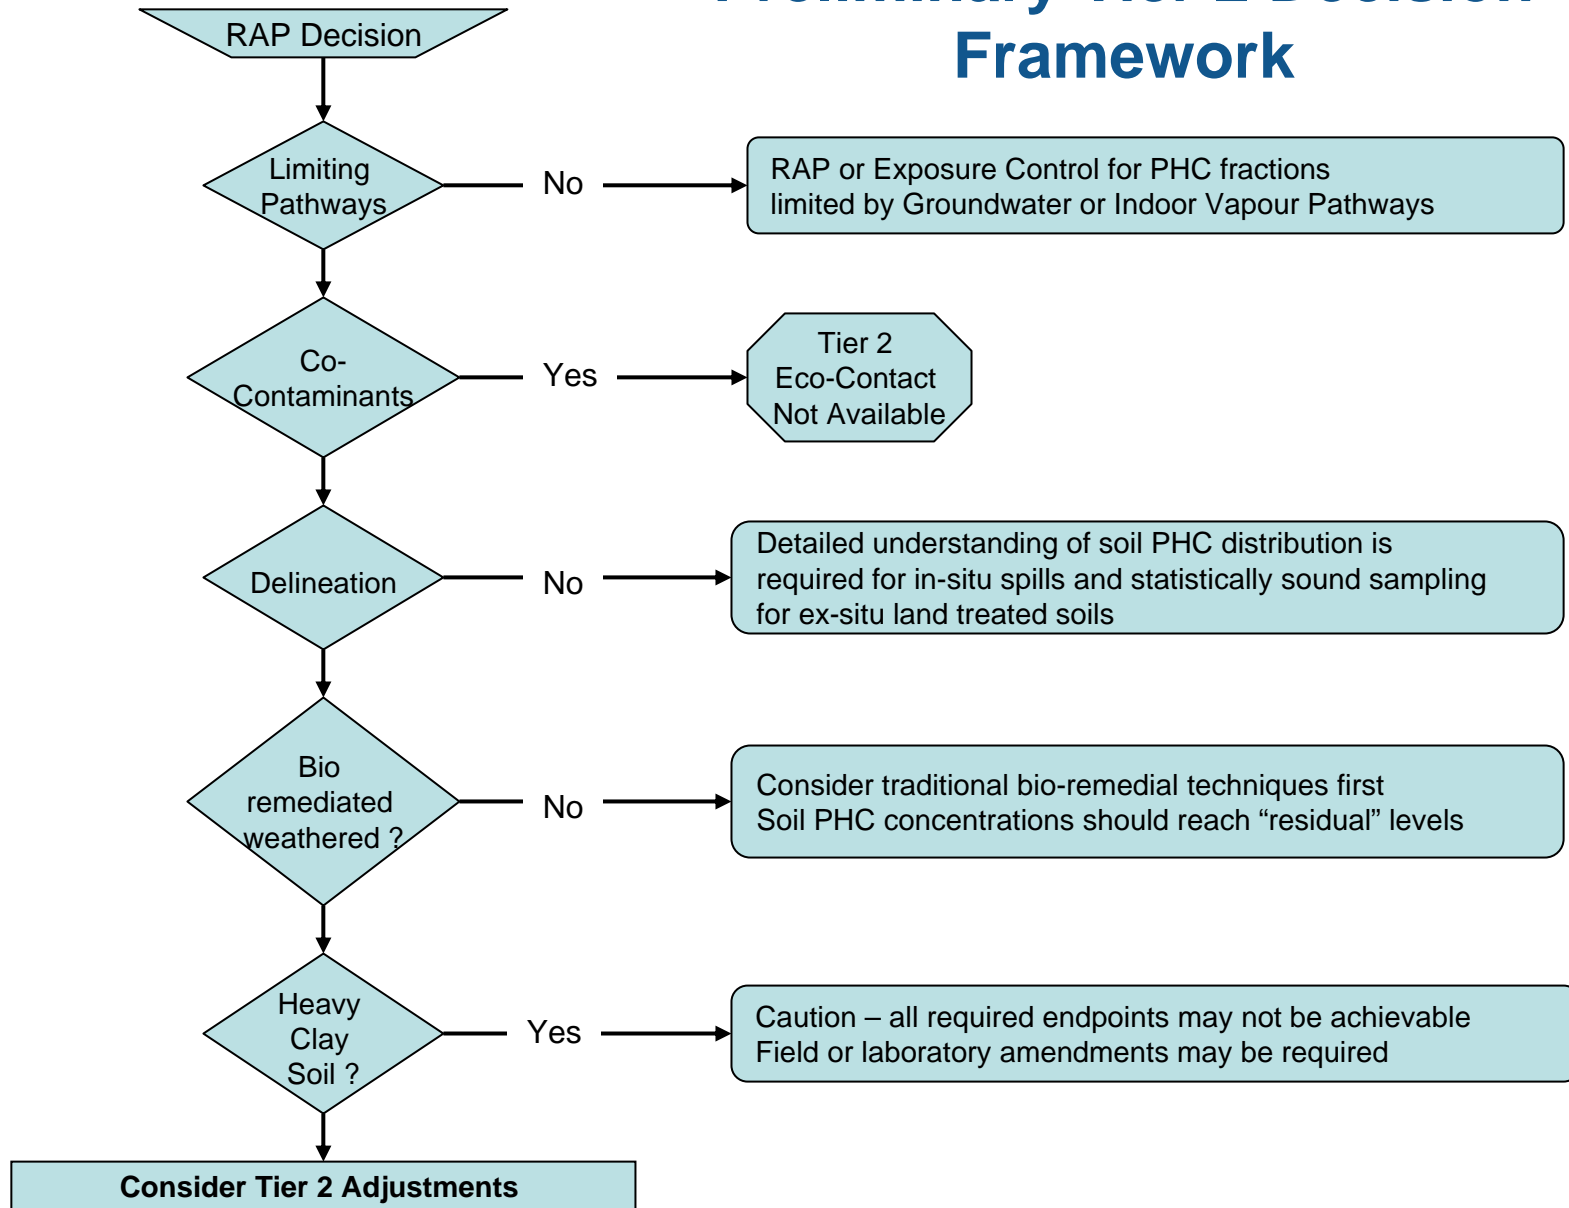 Preliminary Tier 2 Decision
Framework
RAP Decision
Limiting
Pathways
No
RAP or Exposure Control for PHC fractions
limited by Groundwater or Indoor Vapour Pathways
Co-
Contaminants
Yes
Tier 2
Eco-Contact
Not Available
Delineation
No
Detailed understanding of soil PHC distribution is
required for in-situ spills and statistically sound sampling
for ex-situ land treated soils
Bio
remediated
weathered ?
No
Consider traditional bio-remedial techniques first
Soil PHC concentrations should reach “residual” levels
Heavy
Clay
Soil ?
Yes
Caution – all required endpoints may not be achievable
Field or laboratory amendments may be required
Consider Tier 2 Adjustments